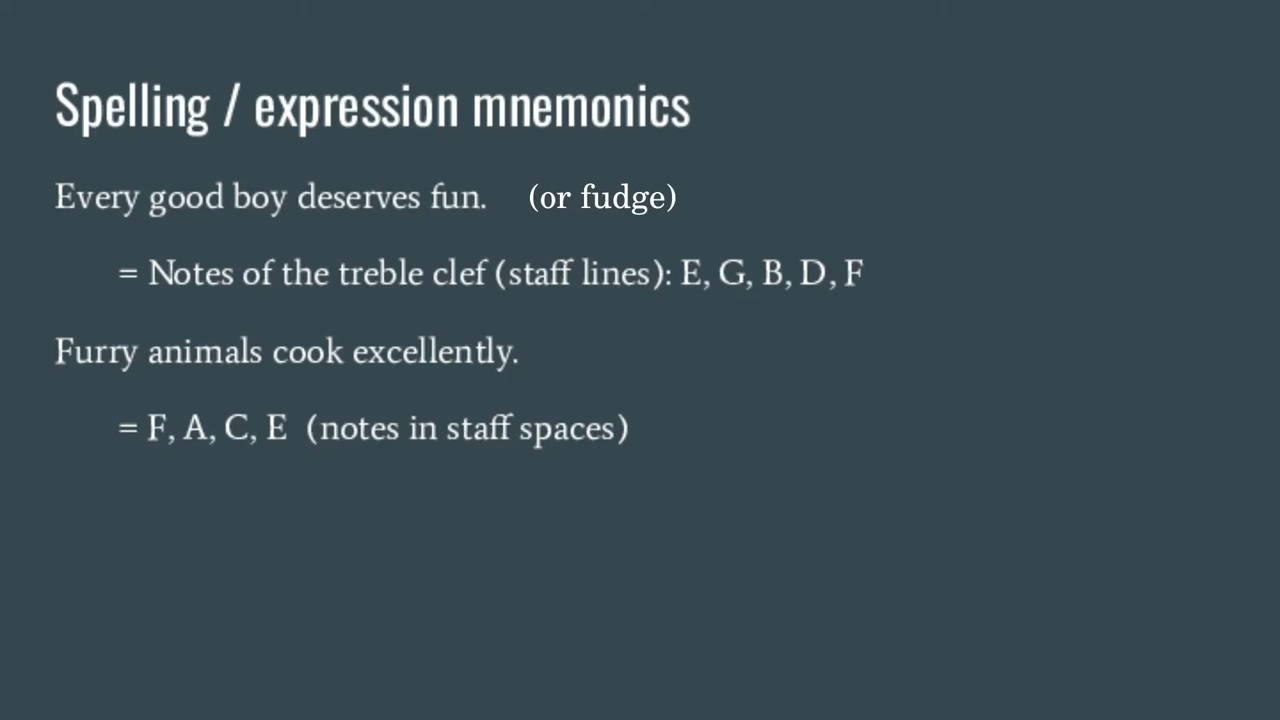 Spelling / expression mnemonics
Every good boy deserves fun. (or fudge)
= Notes of the treble clef (staff lines): E, G, B, D, F
Furry animals cook excellently.
= F, A, C, E (notes in staff spaces)